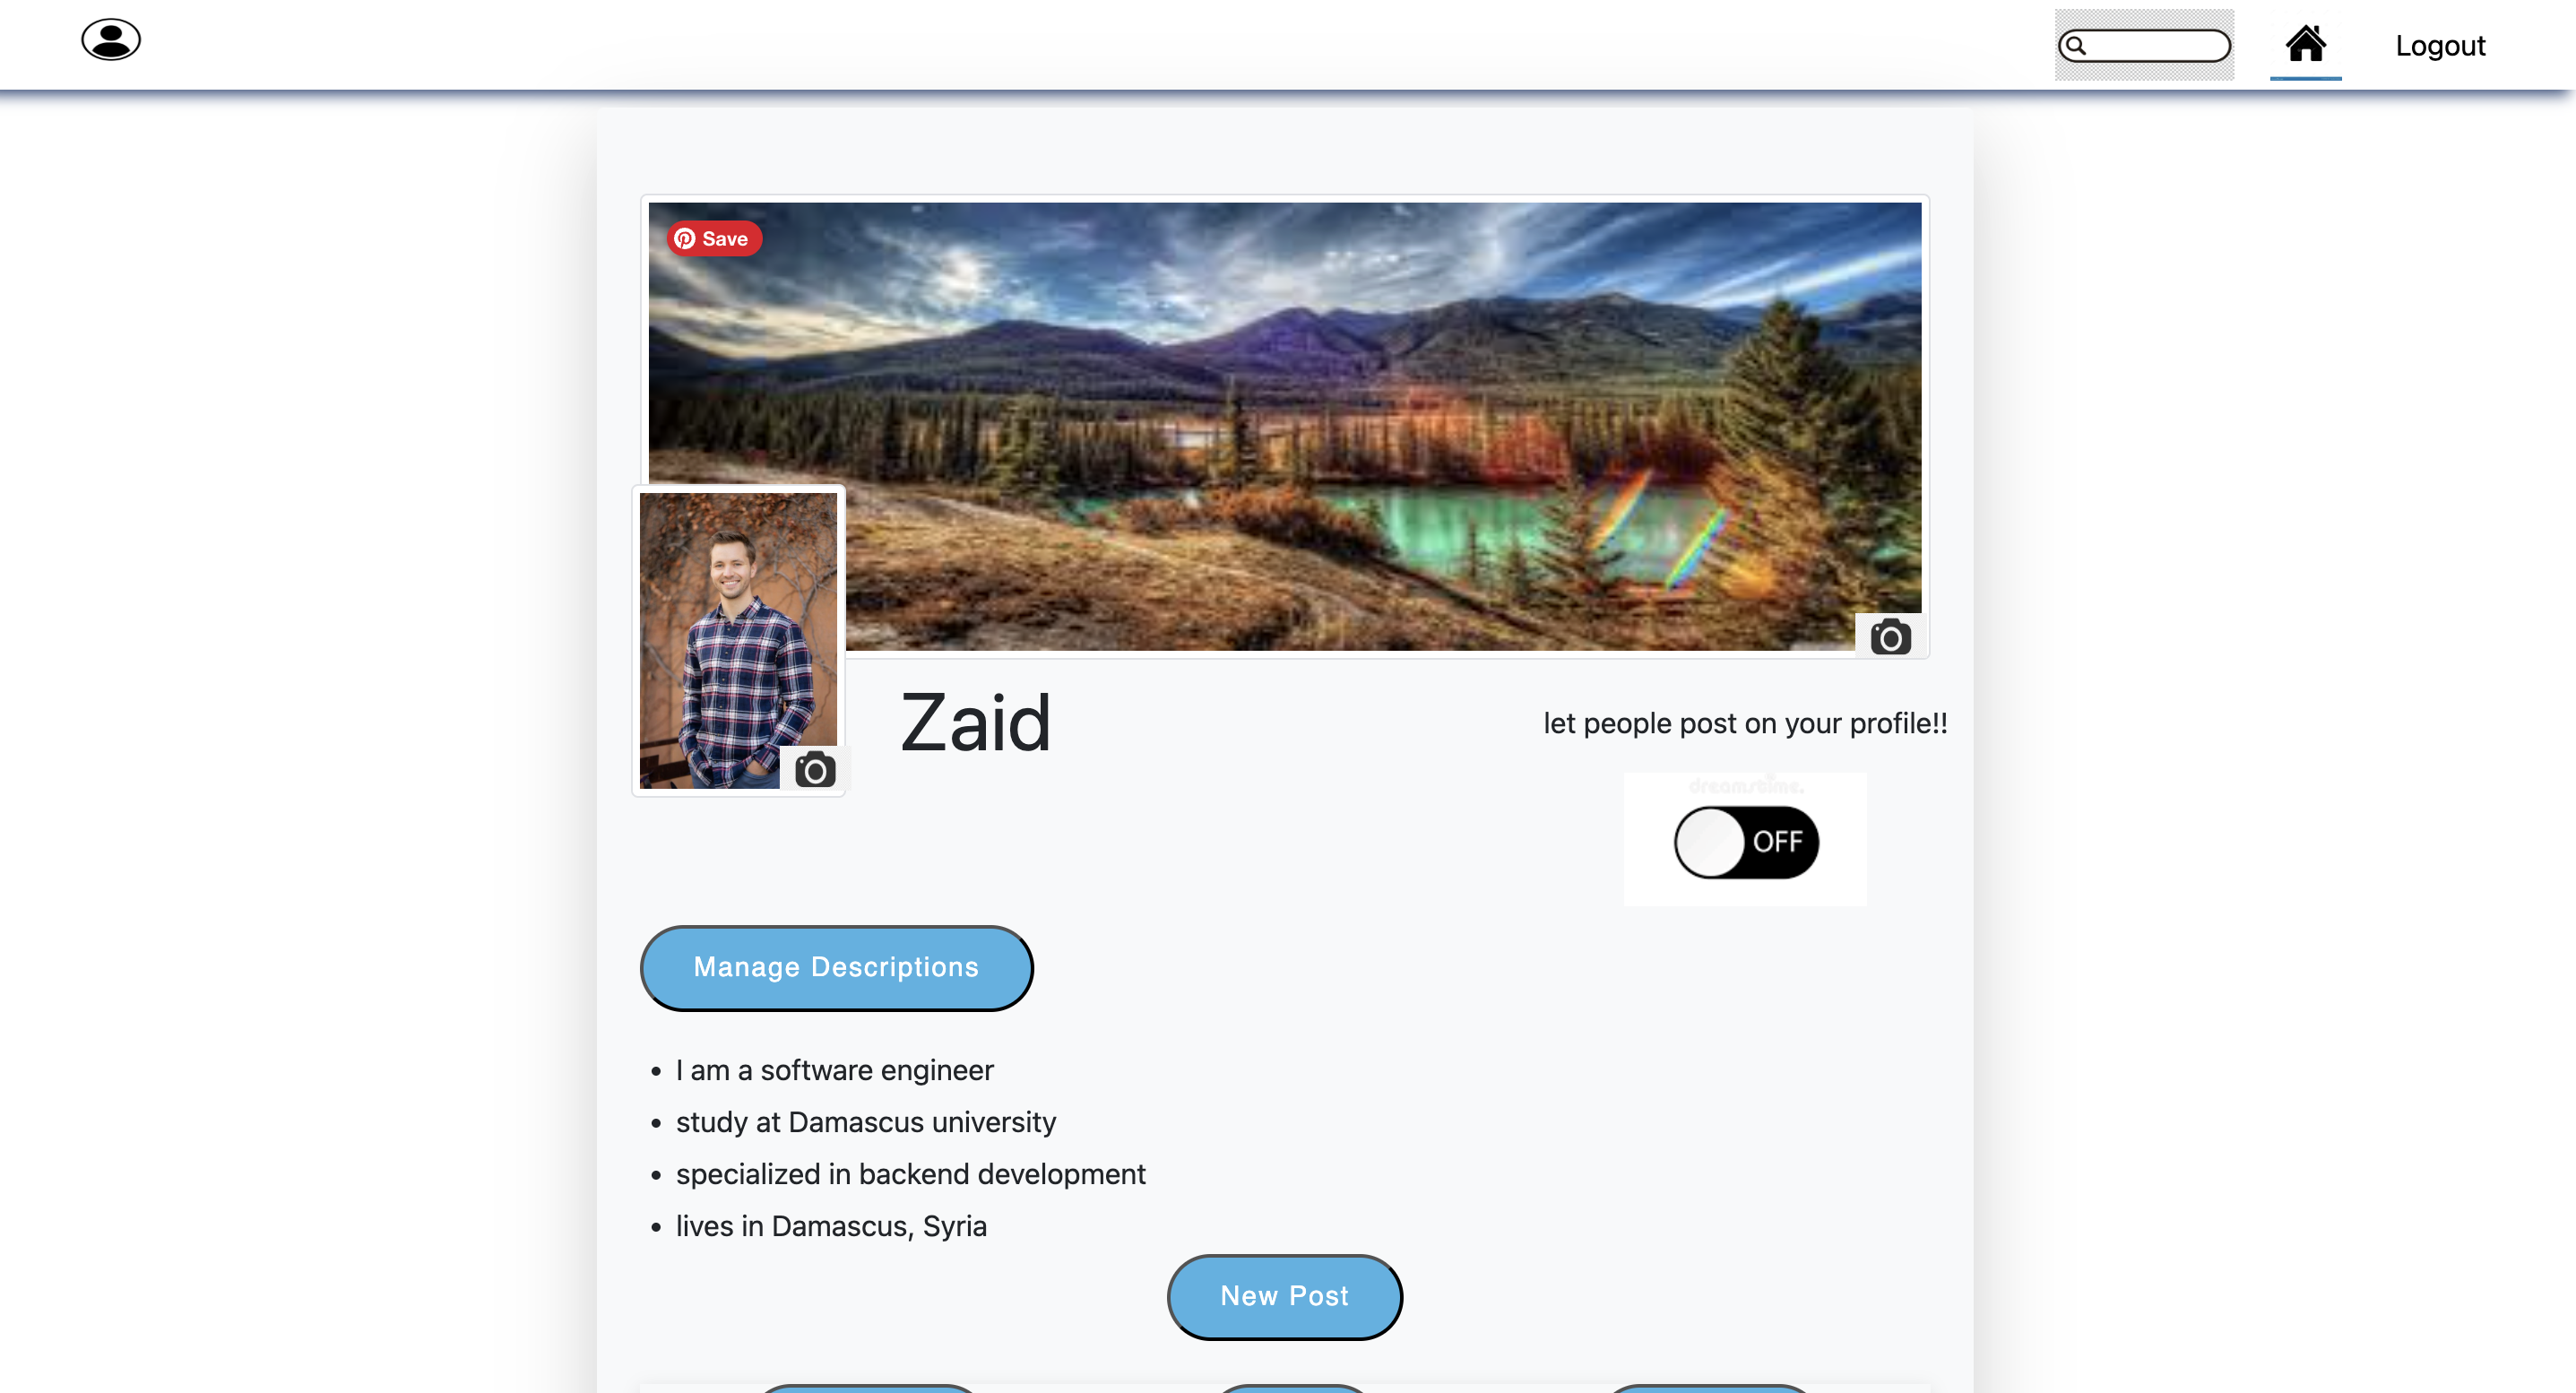 Logout
Save
Zaid
let people post on your profile!!
dreamstime.
OFF
Manage Descriptions
I am a software engineer
study at Damascus university
specialized in backend development
lives in Damascus, Syria
New Post